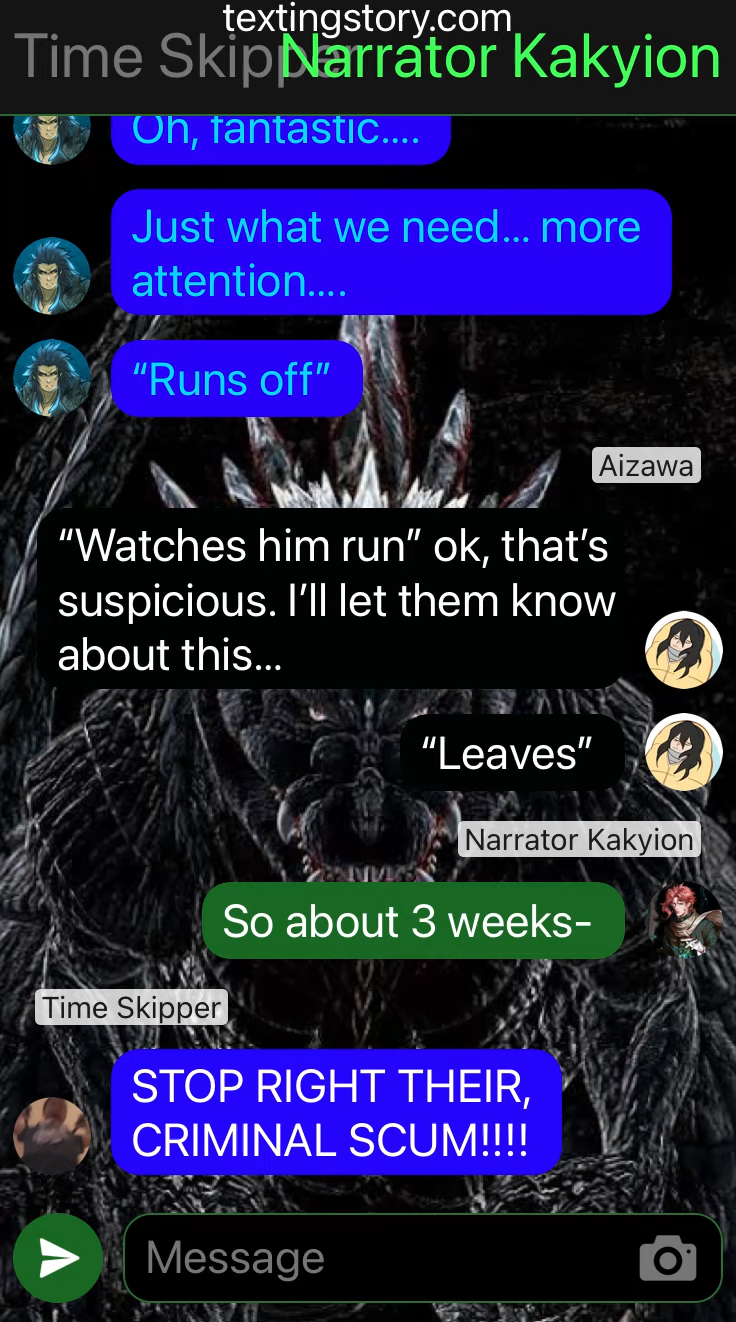 textingstory.com
Time Skipper
Narrator Kakyion
Oh, fantastic....
Just what we need... more
attention....
“Runs off”
Aizawa
“Watches him run” ok, that’s
suspicious. I’ll let them know
about this...
“Leaves”
Narrator Kakyion
So about 3 weeks-
Time Skipper
STOP RIGHT THEIR,
CRIMINAL SCUM!!!!
Message